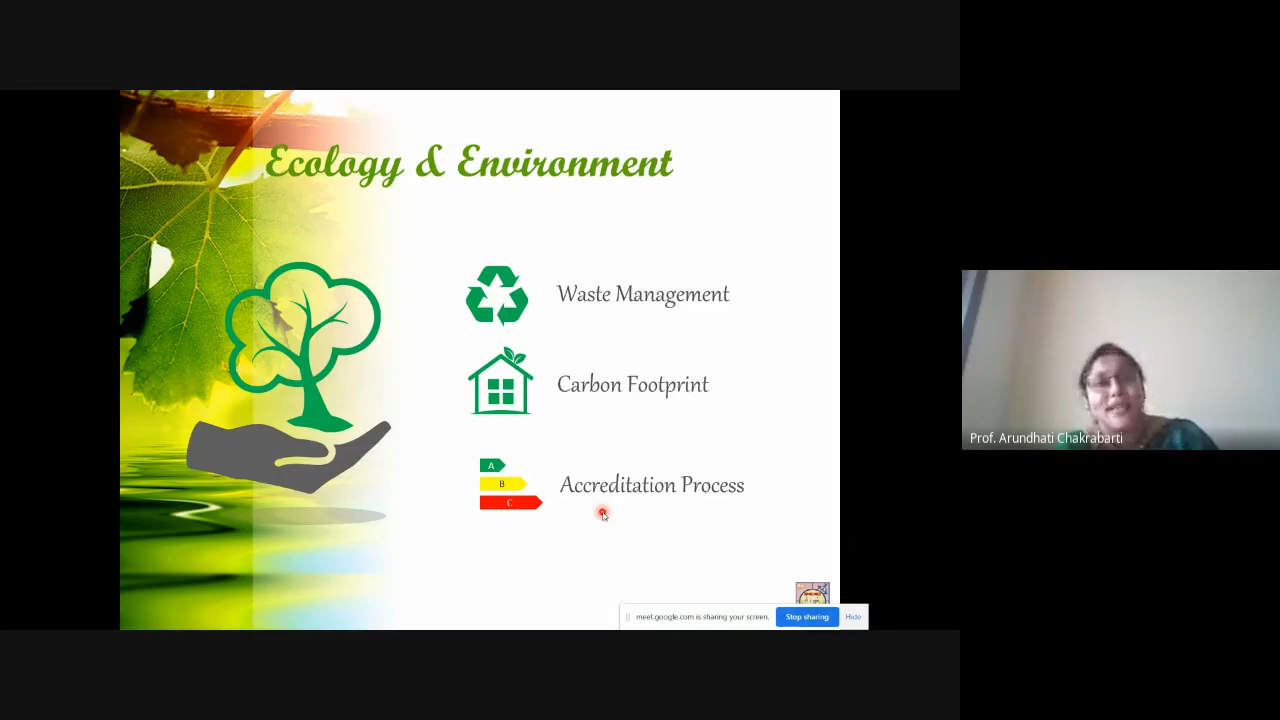 Ecology & Environment
Waste Management
Carbon Footprint
A
B
C
Accreditation Process
Prof. Arundhati Chakrabarti
meet.google.com is sharing your screen.
Stop sharing
Hide